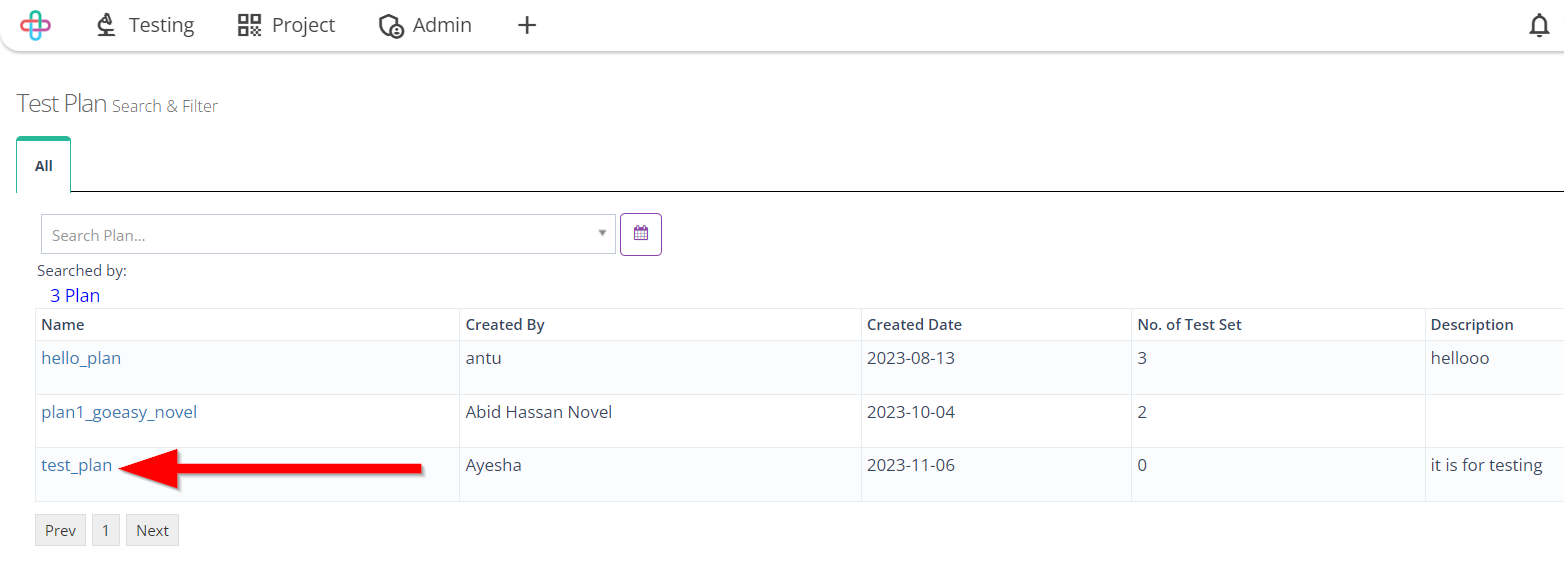 Testing Project Admin +
Test Plan Search & Filter
All
Search Plan...
Searched by:
3 Plan
Name Created By Created Date No. of Test Set Description
hello_plan antu 2023-08-13 3 hellooo
plan1_goeasy_novel Abid Hassan Novel 2023-10-04 2
test_plan Ayesha 2023-11-06 0 it is for testing
Prev 1 Next